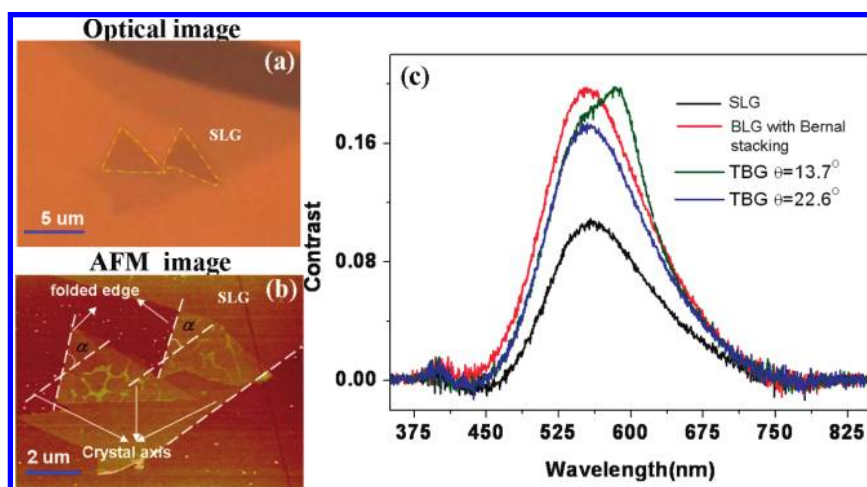 Optical image
(a)
SLG
5 um
AFM image
(b)
SLG
folded edge
α
α
Crystal axis
2 um
(c)
SLG
BLG with Bernal
stacking
TBG θ=13.7°
TBG θ=22.6°
0.16
0.08
0.00
Contrast
375 450 525 600 675 750 825
Wavelength(nm)